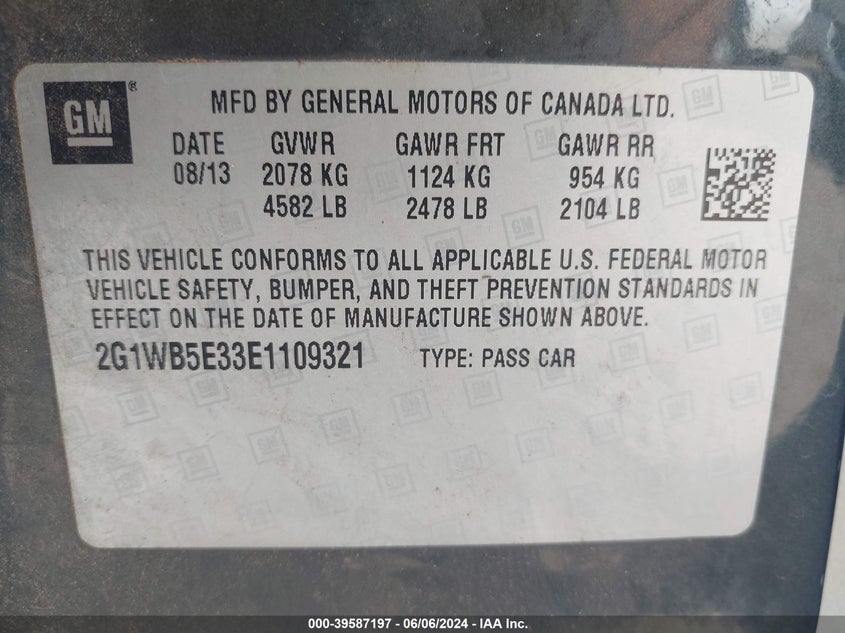 GM®
MFD BY GENERAL MOTORS OF CANADA LTD.
DATE GVWR GAWR FRT GAWR RR
08/13 2078 KG 1124 KG 954 KG
4582 LB 2478 LB 2104 LB
THIS VEHICLE CONFORMS TO ALL APPLICABLE U.S. FEDERAL MOTOR
VEHICLE SAFETY, BUMPER, AND THEFT PREVENTION STANDARDS IN
EFFECT ON THE DATE OF MANUFACTURE SHOWN ABOVE.
2G1WB5E33E1109321 TYPE: PASS CAR
000-39587197 - 06/06/2024 - IAA Inc.